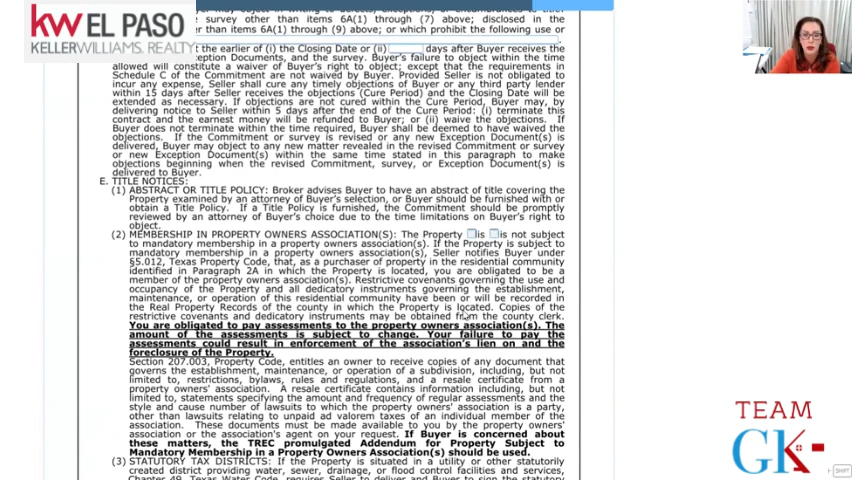 kw EL PASO
KELLERWILLIAMS. REALTY
survey other than items 6A(1) through (7) above; disclosed in the
er than items 6A(1) through (9) above; or which prohibit the following use or
t the earlier of (i) the Closing Date or (ii) days after Buyer receives the
ception Documents, and the survey. Buyer's failure to object within the time
allowed will constitute a waiver of Buyer's right to object; except that the requirements in
Schedule C of the Commitment are not waived by Buyer. Provided Seller is not obligated to
incur any expense, Seller shall cure any timely objections of Buyer or any third party lender
within 15 days after Seller receives the objections (Cure Period) and the Closing Date will be
extended as necessary. If objections are not cured within the Cure Period, Buyer may, by
delivering notice to Seller within 5 days after the end of the Cure Period: (i) terminate this
contract and the earnest money will be refunded to Buyer; or (ii) waive the objections. If
Buyer does not terminate within the time required, Buyer shall be deemed to have waived the
objections. If the Commitment or survey is revised or any new Exception Document(s) is
delivered, Buyer may object to any new matter revealed in the revised Commitment or survey
or new Exception Document(s) within the same time stated in this paragraph to make
objections beginning when the revised Commitment, survey, or Exception Document(s) is
delivered to Buyer.
E. TITLE NOTICES:
(1) ABSTRACT OR TITLE POLICY: Broker advises Buyer to have an abstract of title covering the
Property examined by an attorney of Buyer's selection, or Buyer should be furnished with or
obtain a Title Policy. If a Title Policy is furnished, the Commitment should be promptly
reviewed by an attorney of Buyer's choice due to the time limitations on Buyer's right to
object.
(2) MEMBERSHIP IN PROPERTY OWNERS ASSOCIATION(S): The Property is is not subject
to mandatory membership in a property owners association(s). If the Property is subject to
mandatory membership in a property owners association(s), Seller notifies Buyer under
§5.012, Texas Property Code, that, as a purchaser of property in the residential community
identified in Paragraph 2A in which the Property is located, you are obligated to be a
member of the property owners association(s). Restrictive covenants governing the use and
occupancy of the Property and all dedicatory instruments governing the establishment,
maintenance, or operation of this residential community have been or will be recorded in
the Real Property Records of the county in which the Property is located. Copies of the
restrictive covenants and dedicatory instruments may be obtained from the county clerk.
You are obligated to pay assessments to the property owners association(s). The
amount of the assessments is subject to change. Your failure to pay the
assessments could result in enforcement of the association's lien on and the
foreclosure of the Property.
Section 207.003, Property Code, entitles an owner to receive copies of any document that
governs the establishment, maintenance, or operation of a subdivision, including, but not
limited to, restrictions, bylaws, rules and regulations, and a resale certificate from a
property owners' association. A resale certificate contains information including, but not
limited to, statements specifying the amount and frequency of regular assessments and the
style and cause number of lawsuits to which the property owners' association is a party,
other than lawsuits relating to unpaid ad valorem taxes of an individual member of the
association. These documents must be made available to you by the property owners'
association or the association's agent on your request. If Buyer is concerned about
these matters, the TREC promulgated Addendum for Property Subject to
Mandatory Membership in a Property Owners Association(s) should be used.
(3) STATUTORY TAX DISTRICTS: If the Property is situated in a utility or other statutorily
created district providing water, sewer, drainage, or flood control facilities and services,
Chapter 49, Texas Water Code, requires Seller to deliver and Buyer to sign the statutory
TEAM
GK
SHIFT